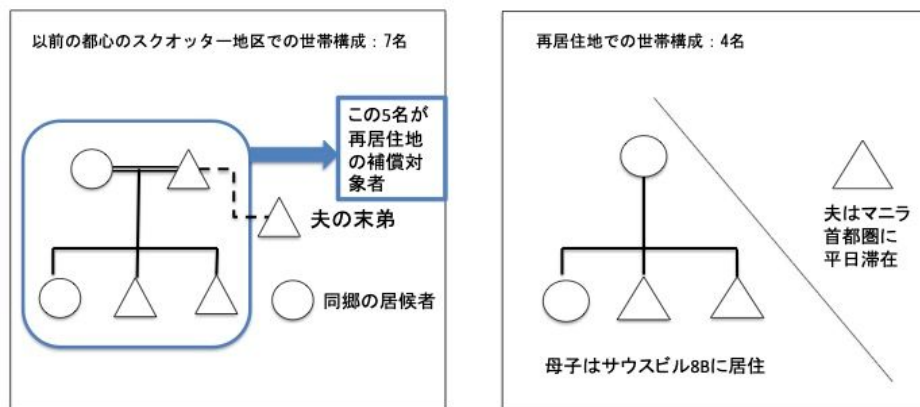 以前の都心のスクオッター地区での世帯構成：7名
この5名が
再居住地
の補償対
象者
夫の末弟
同郷の居候者
再居住地での世帯構成：4名
夫はマニラ
首都圏に
平日滞在
母子はサウスビル8Bに居住